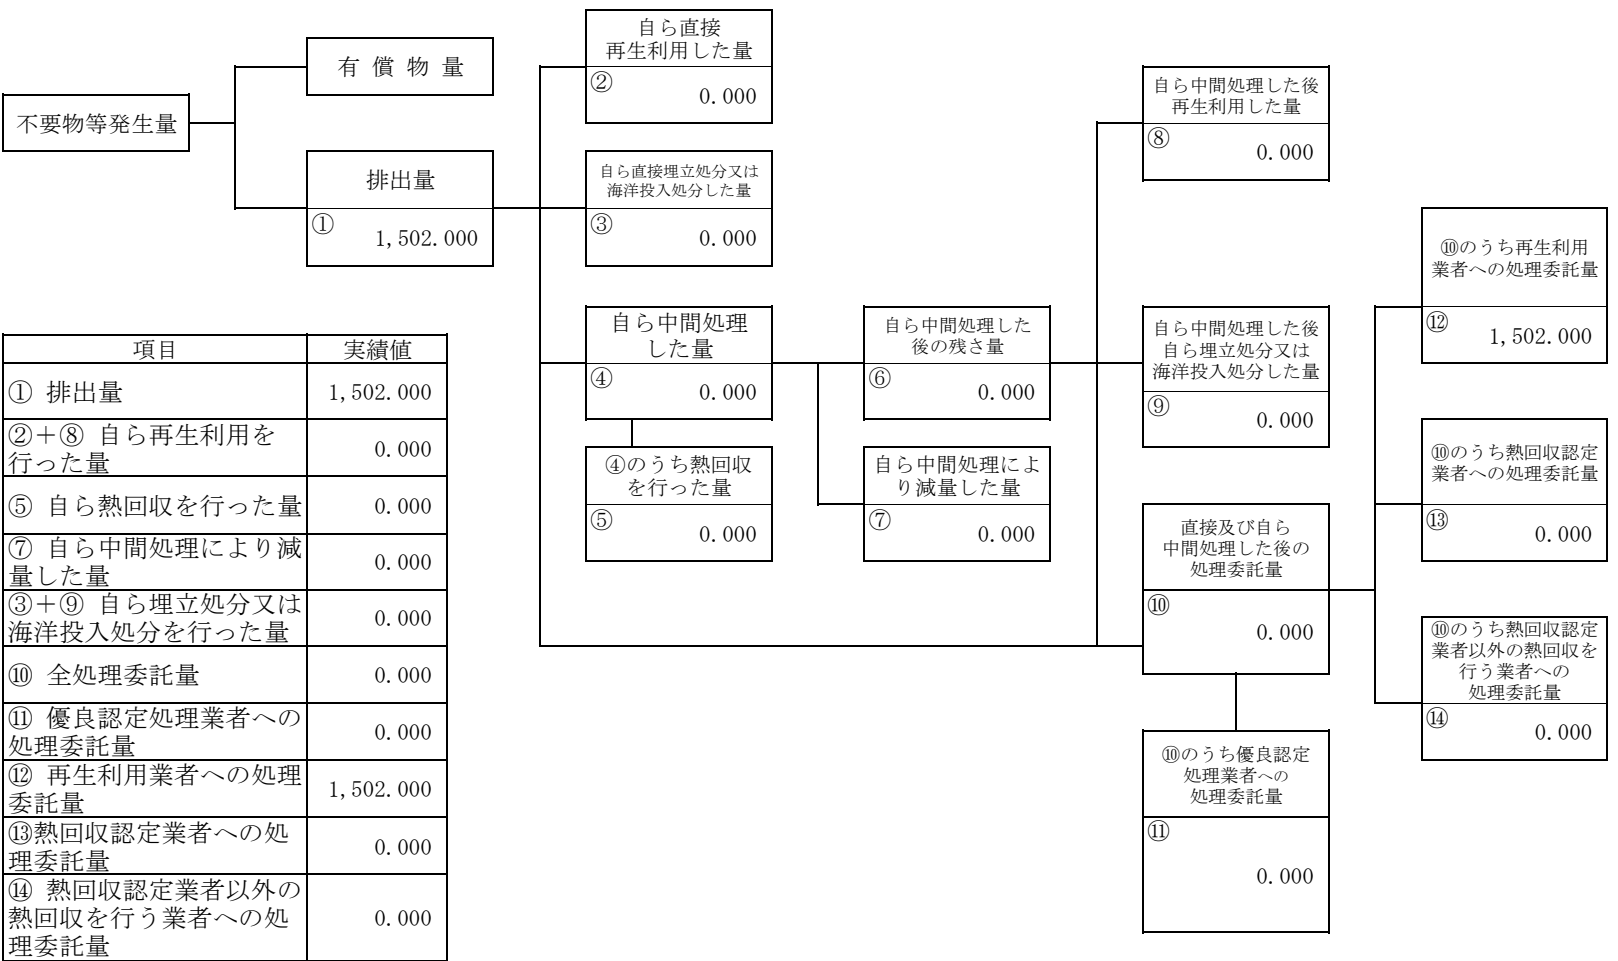 不要物等発生量
有 償 物 量
排出量
① 1,502.000
自ら直接
再生利用した量
② 0.000
自ら直接埋立処分又は
海洋投入処分した量
③ 0.000
自ら中間処理
した量
④ 0.000
④のうち熱回収
を行った量
⑤ 0.000
自ら中間処理した
後の残さ量
⑥ 0.000
自ら中間処理によ
り減量した量
⑦ 0.000
自ら中間処理した後
再生利用した量
⑧ 0.000
自ら中間処理した後
自ら埋立処分又は
海洋投入処分した量
⑨ 0.000
直接及び自ら
中間処理した後の
処理委託量
⑩ 0.000
⑩のうち優良認定
処理業者への
処理委託量
⑪ 0.000
⑩のうち再生利用
業者への処理委託量
⑫ 1,502.000
⑩のうち熱回収認定
業者への処理委託量
⑬ 0.000
⑩のうち熱回収認定
業者以外の熱回収を
行う業者への
処理委託量
⑭ 0.000
項目 実績値
① 排出量 1,502.000
②＋⑧ 自ら再生利用を
行った量 0.000
⑤ 自ら熱回収を行った量 0.000
⑦ 自ら中間処理により減
量した量 0.000
③＋⑨ 自ら埋立処分又は
海洋投入処分を行った量 0.000
⑩ 全処理委託量 0.000
⑪ 優良認定処理業者への
処理委託量 0.000
⑫ 再生利用業者への処理
委託量 1,502.000
⑬熱回収認定業者への処
理委託量 0.000
⑭ 熱回収認定業者以外の
熱回収を行う業者への処
理委託量 0.000